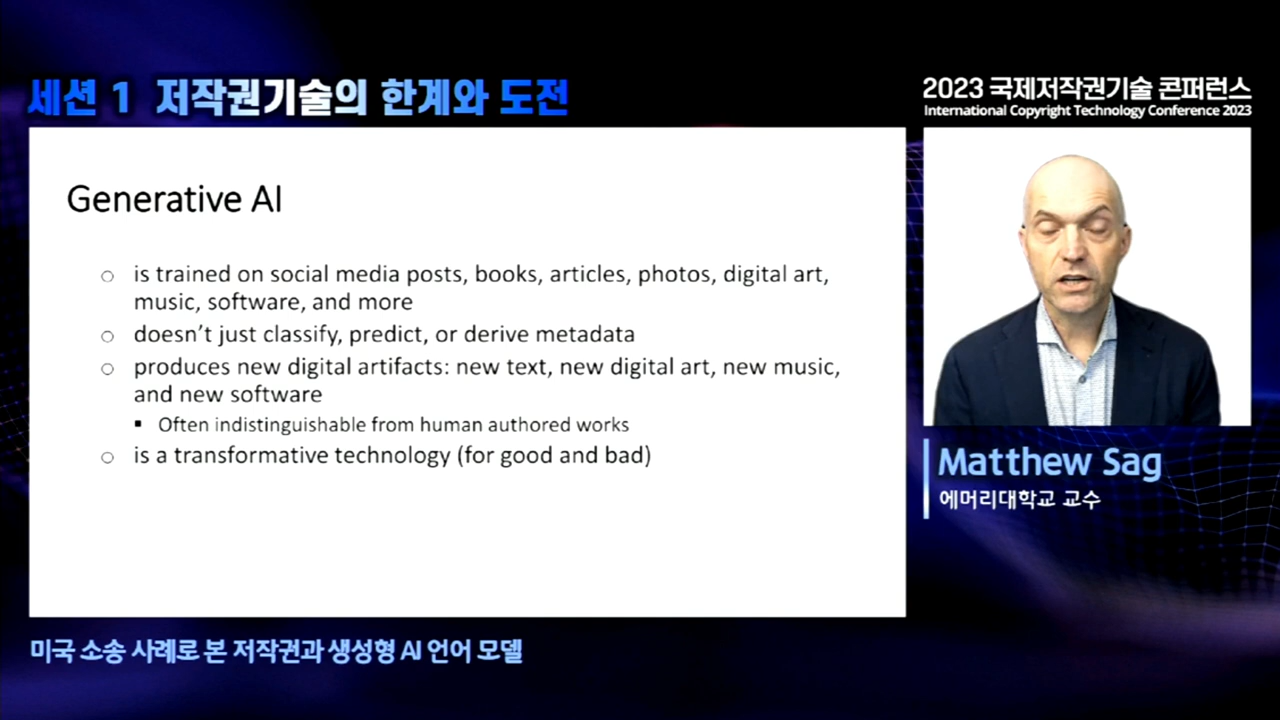 세션 1 저작권기술의 한계와 도전
2023 국제저작권기술 콘퍼런스
International Copyright Technology Conference 2023
Generative AI
○ is trained on social media posts, books, articles, photos, digital art,
music, software, and more
○ doesn’t just classify, predict, or derive metadata
○ produces new digital artifacts: new text, new digital art, new music,
and new software
▪ Often indistinguishable from human authored works
○ is a transformative technology (for good and bad)
Matthew Sag
에머리대학교 교수
미국 소송 사례로 본 저작권과 생성형 AI 언어 모델